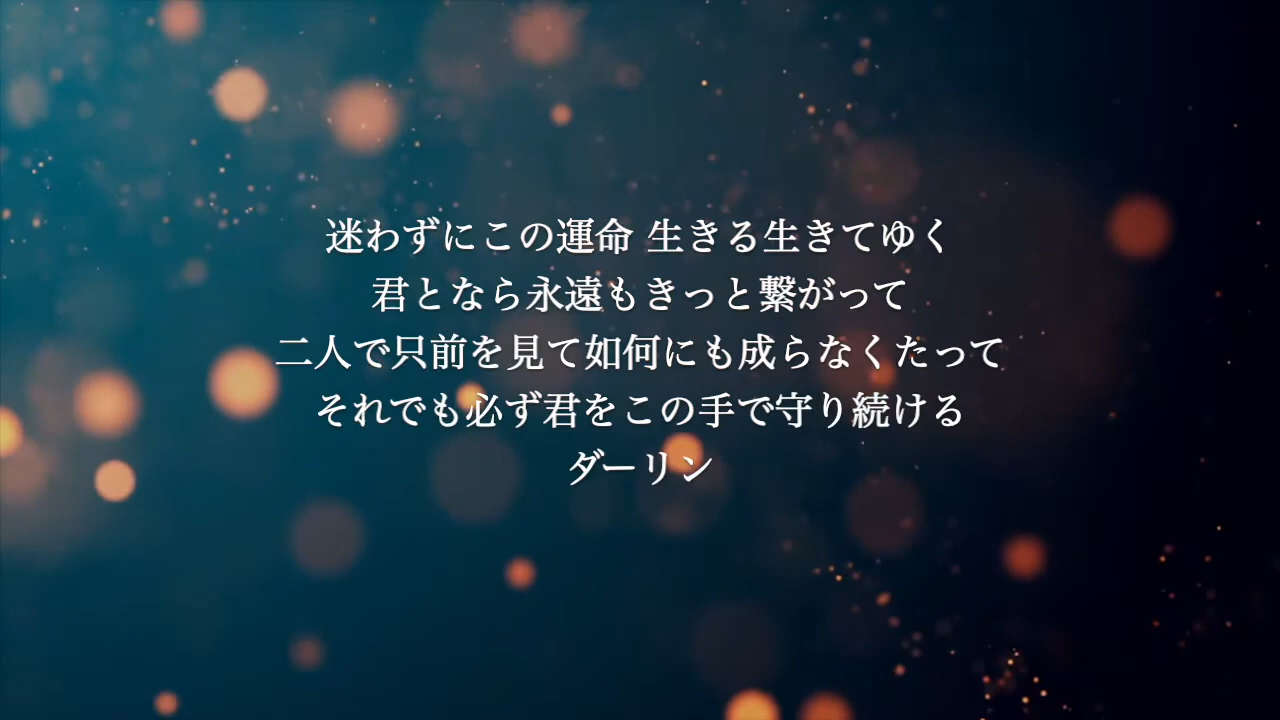 迷わずにこの運命 生きる生きてゆく
君となら永遠もきっと繋がって
二人で只前を見て如何にも成らなくたって
それでも必ず君をこの手で守り続ける
ダーリン